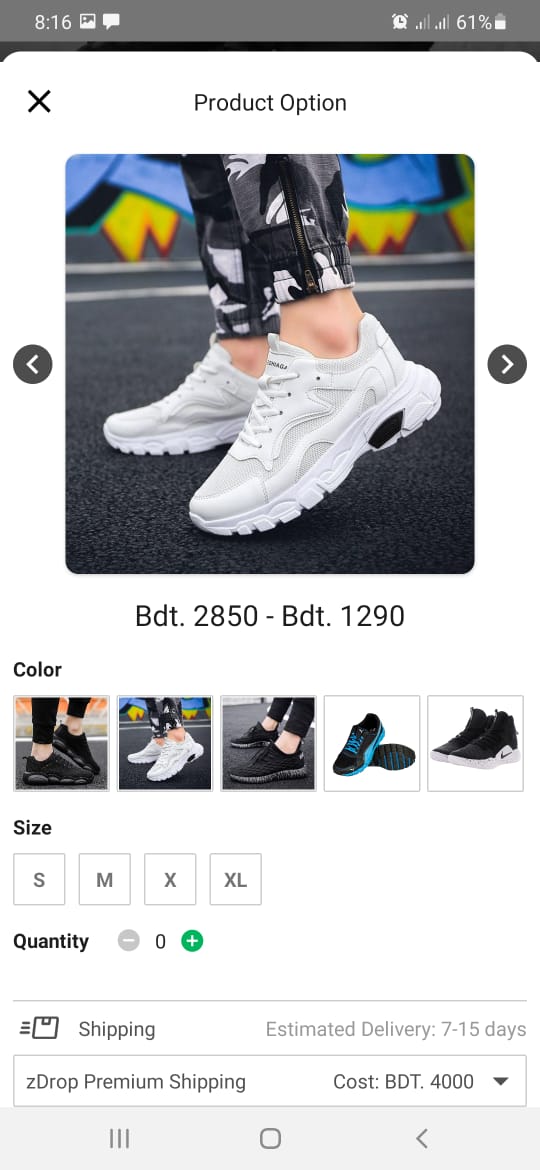 8:16 61%
Product Option
Bdt. 2850 - Bdt. 1290
Color
Size
S M X XL
Quantity 0
Shipping Estimated Delivery: 7-15 days
zDrop Premium Shipping Cost: BDT. 4000